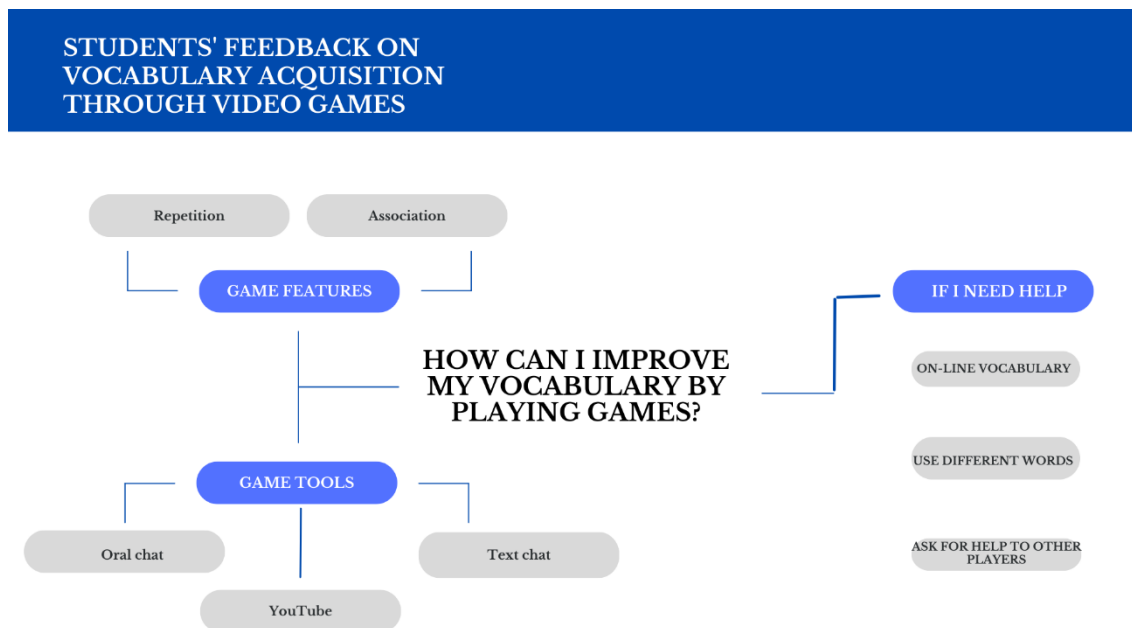 STUDENTS' FEEDBACK ON
VOCABULARY ACQUISITION
THROUGH VIDEO GAMES
Repetition
Association
GAME FEATURES
IF I NEED HELP
HOW CAN I IMPROVE
MY VOCABULARY BY
PLAYING GAMES?
ON-LINE VOCABULARY
USE DIFFERENT WORDS
GAME TOOLS
Oral chat
Text chat
ASK FOR HELP TO OTHER
PLAYERS
YouTube